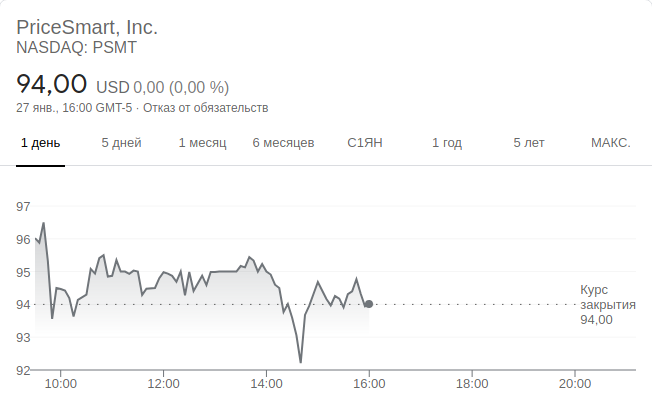 PriceSmart, Inc.
NASDAQ: PSMT
94,00 USD 0,00 (0,00 %)
27 янв., 16:00 GMT-5 · Отказ от обязательств
1 день 5 дней 1 месяц 6 месяцев С1ЯН 1 год 5 лет МАКС.
97
96
95
94
93
92
Курс
закрытия
94,00
10:00 12:00 14:00 16:00 18:00 20:00